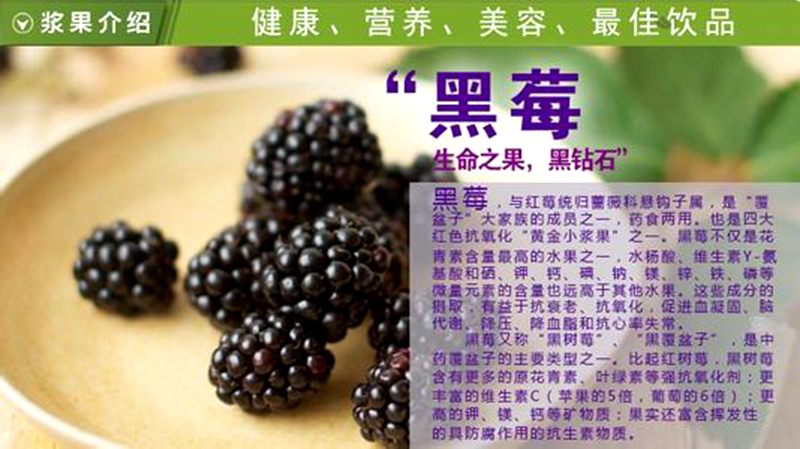 浆果介绍
健康、营养、美容、最佳饮品
“黑莓
生命之果，黑钻石”
黑莓，与红莓统归蔷薇科悬钩子属，是“覆
盆子”大家族的成员之一，药食两用。也是四大
红色抗氧化“黄金小浆果”之一。黑莓不仅是花
青素含量最高的水果之一，水杨酸、维生素Y-氨
基酸和硒、钾、钙、碘、钠、镁、锌、铁、磷等
微量元素的含量也远高于其他水果。这些成分的
摄取，有益于抗衰老、抗氧化，促进血凝固、脑
代谢、降压、降血脂和抗心率失常。
黑莓又称“黑树莓”、“黑覆盆子”，是中
药覆盆子的主要类型之一。比起红树莓，黑树莓
含有更多的原花青素、叶绿素等强抗氧化剂；更
丰富的维生素C（苹果的5倍，葡萄的6倍）；更
高的钾、镁、钙等矿物质；果实还富含挥发性
的具防腐作用的抗生素物质。